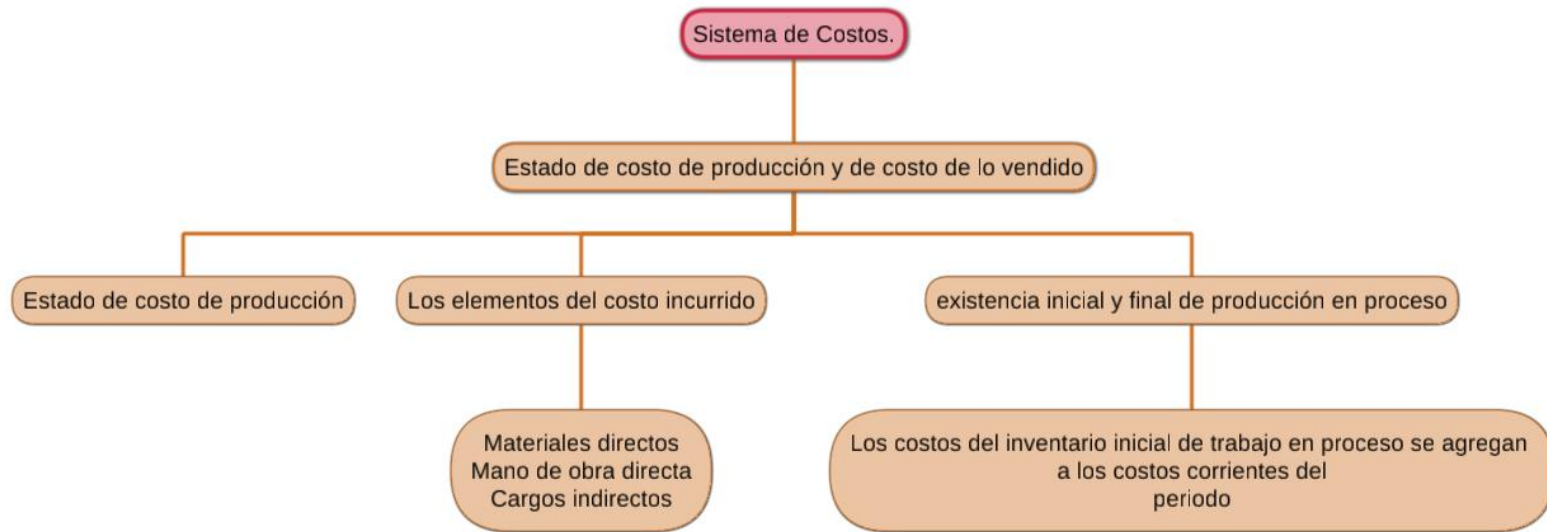 Sistema de Costos.
Estado de costo de producción y de costo de lo vendido
Estado de costo de producción
Los elementos del costo incurrido
existencia inicial y final de producción en proceso
Materiales directos
Mano de obra directa
Cargos indirectos
Los costos del inventario inicial de trabajo en proceso se agregan
a los costos corrientes del
periodo